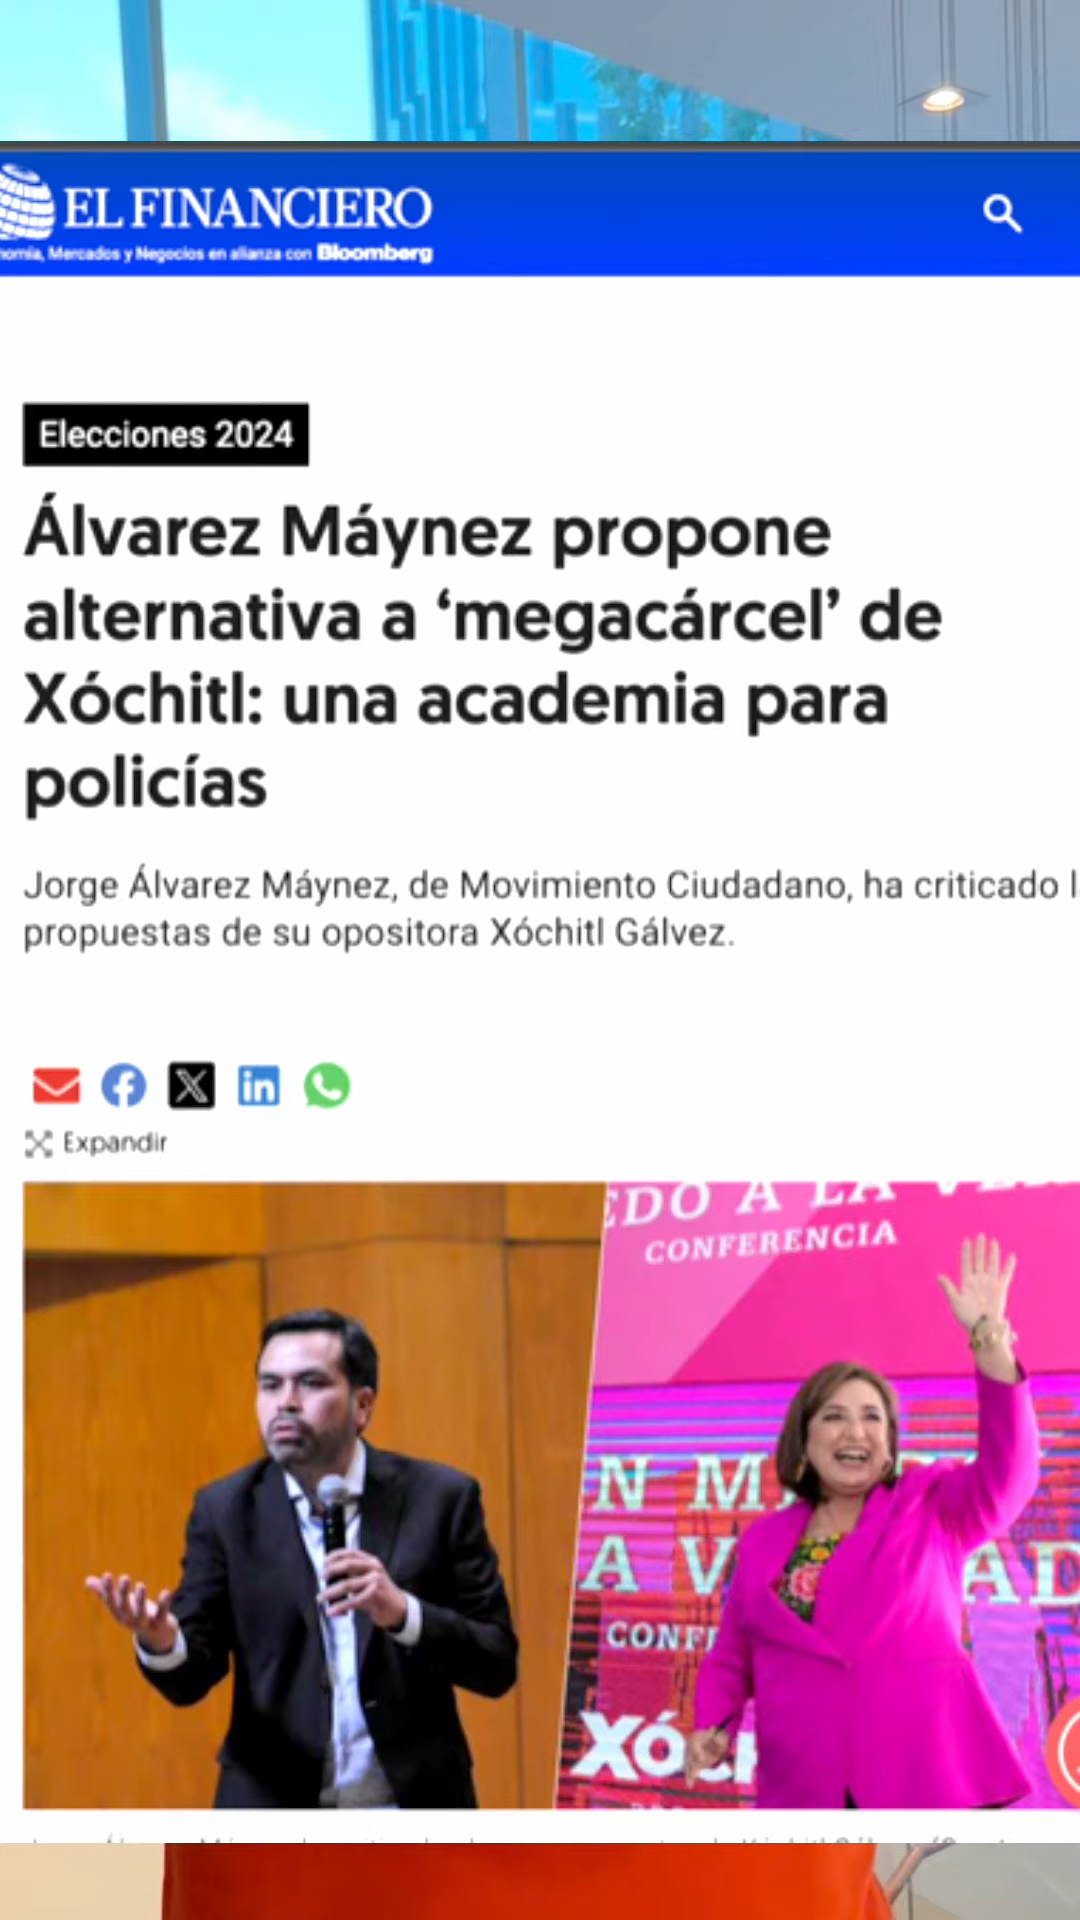 EL FINANCIERO
Mercados y Negocios en alianza con Bloomberg
Elecciones 2024
Álvarez Máynez propone
alternativa a ‘megacárcel’ de
Xóchitl: una academia para
policías
Jorge Álvarez Máynez, de Movimiento Ciudadano, ha criticado
propuestas de su opositora Xóchitl Gálvez.
Expandir
A LA
CONFERENCIA